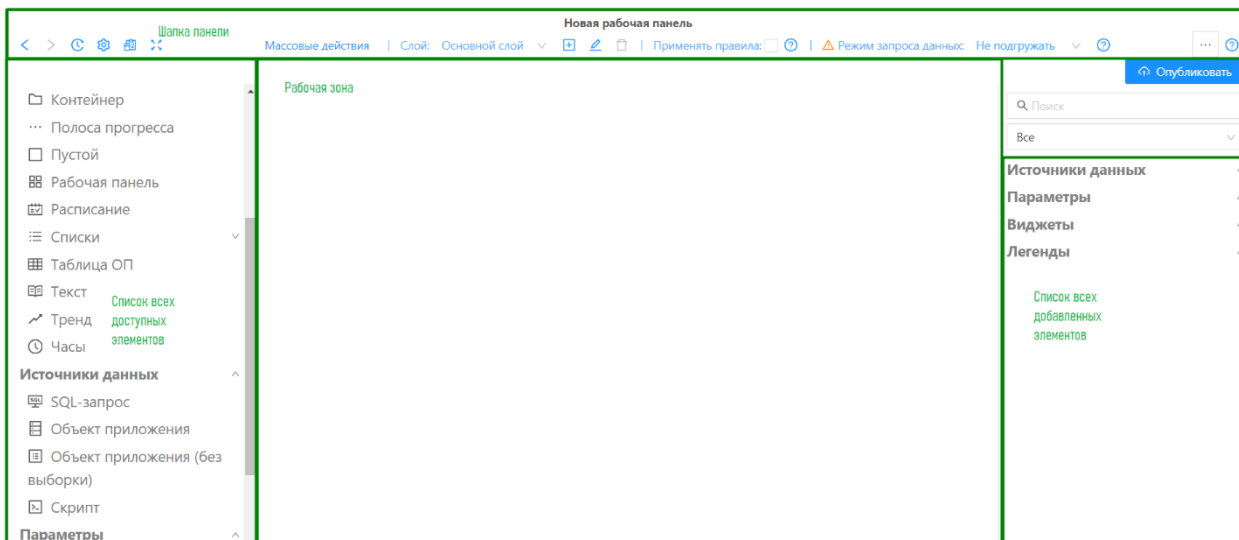 Новая рабочая панель
Шапка панели
Массовые действия | Слой: Основной слой | Применять правила: | Режим запроса данных: Не подгружать ...
Опубликовать
Рабочая зона
Контейнер
Полоса прогресса
Пустой
Рабочая панель
Расписание
Списки
Таблица ОП
Текст
Тренд
Часы
Список всех
доступных
элементов
Источники данных
SQL-запрос
Объект приложения
Объект приложения (без
выборки)
Скрипт
Параметры
Поиск
Все
Источники данных
Параметры
Виджеты
Легенды
Список всех
добавленных
элементов